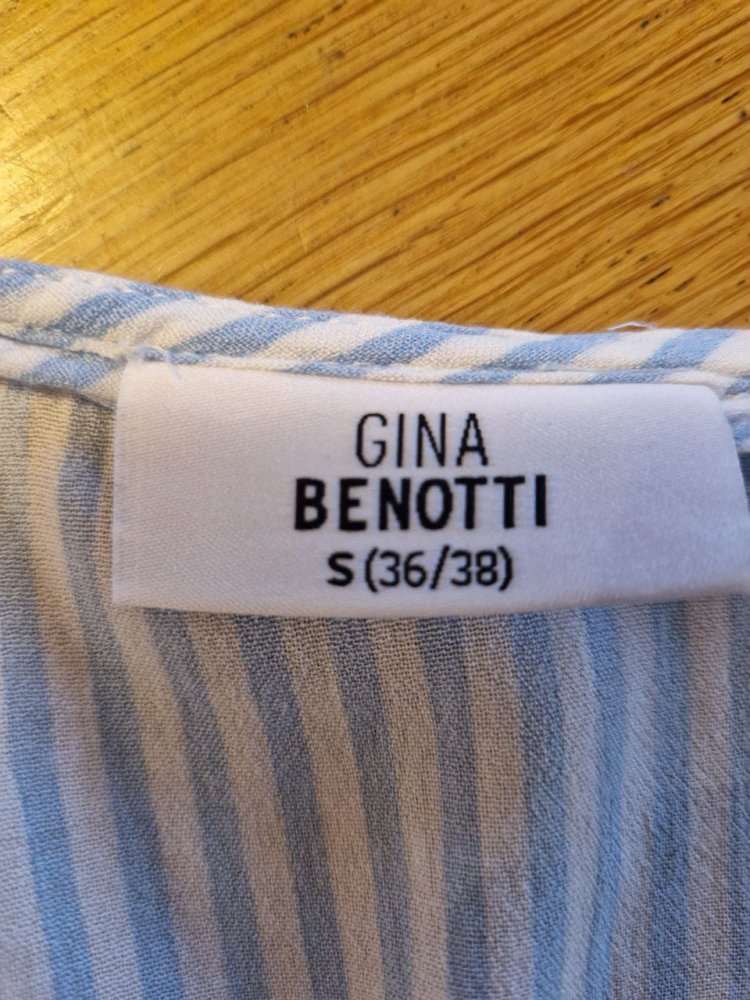 GINA
BENOTTI
S (36/38)